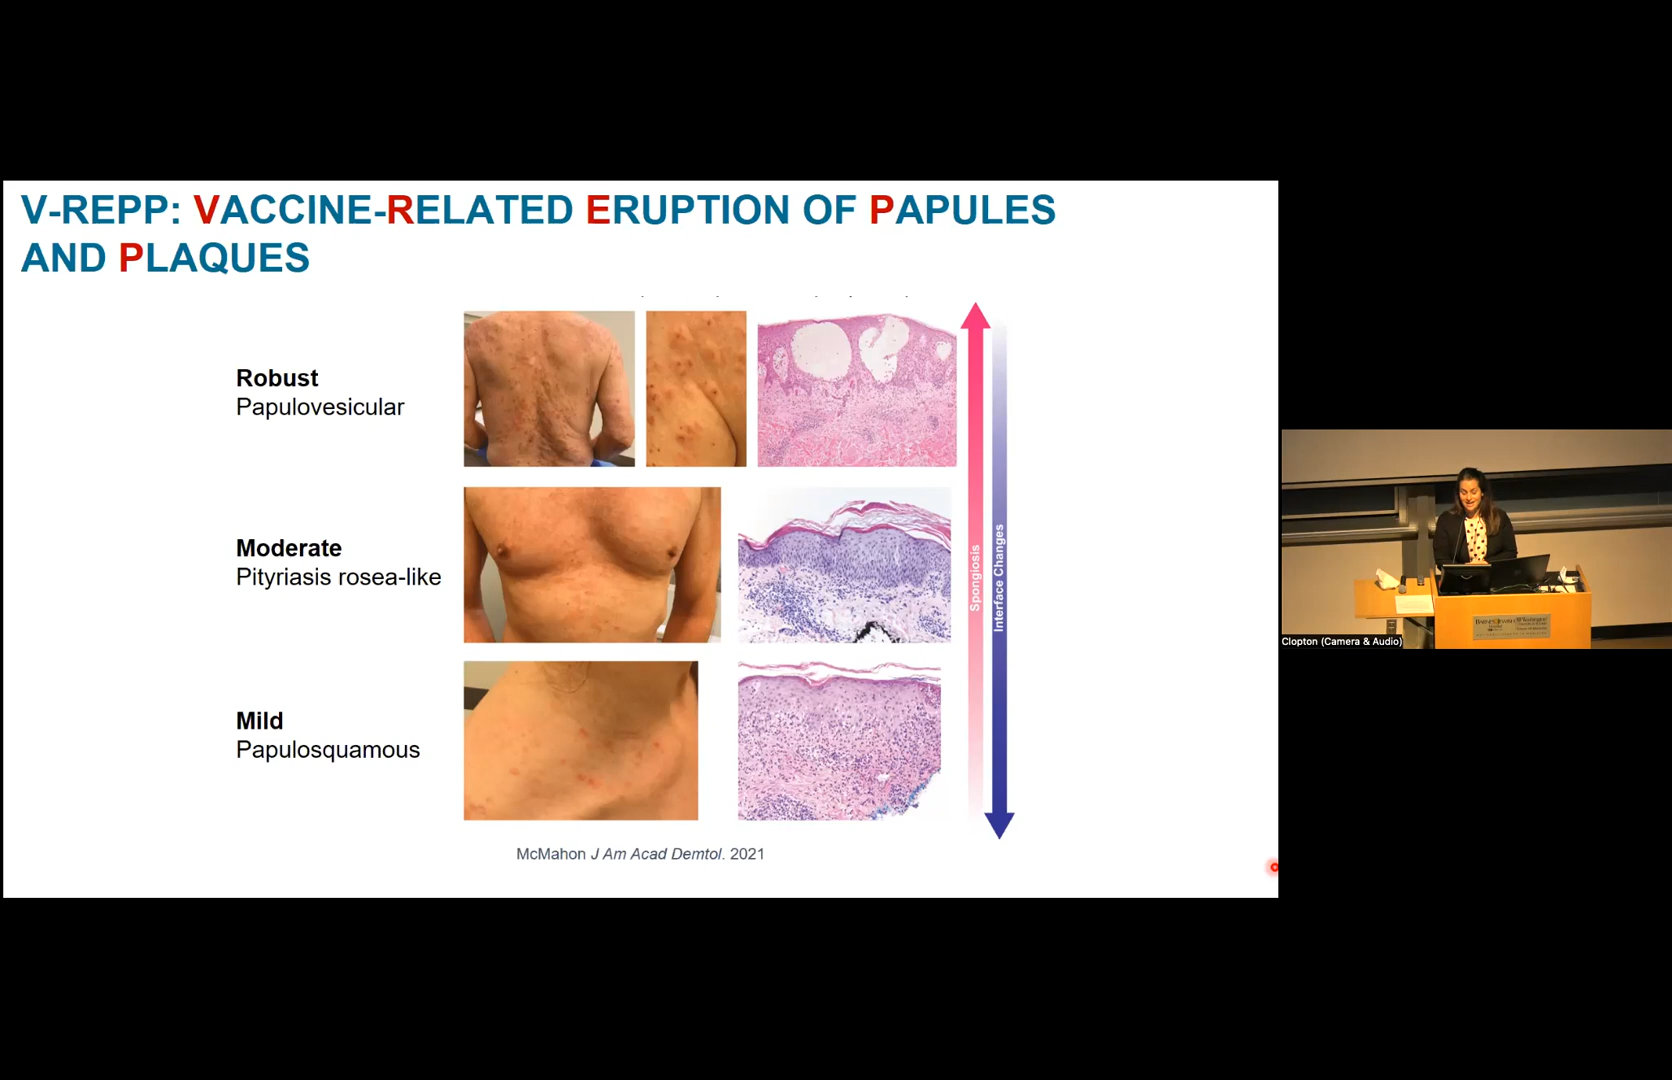 V-REPP: VACCINE-RELATED ERUPTION OF PAPULES
AND PLAQUES
Robust
Papulovesicular
Moderate
Pityriasis rosea-like
Mild
Papulosquamous
Spongiosis
Interface Changes
McMahon J Am Acad Demtol. 2021
Clopton (Camera & Audio)